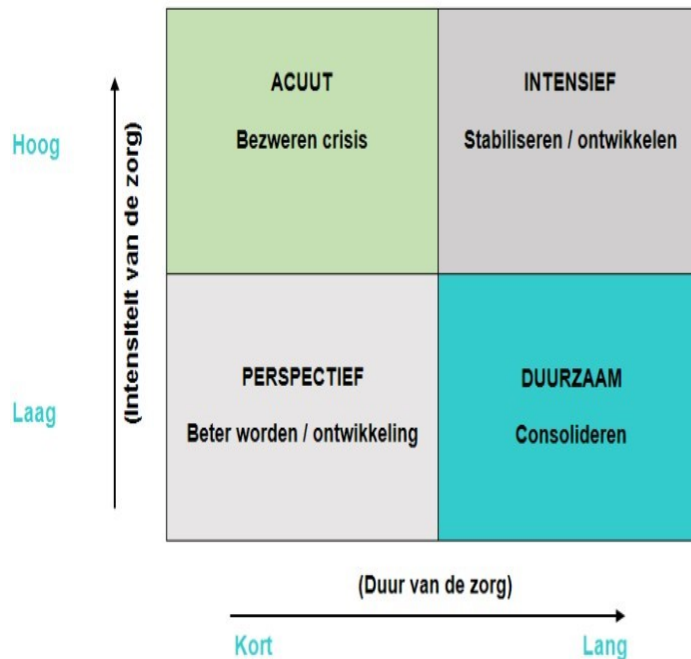 ACUUT
Bezweren crisis
INTENSIEF
Stabiliseren / ontwikkelen
Hoog
(Intensiteit van de zorg)
Laag
PERSPECTIEF
Beter worden / ontwikkeling
DUURZAAM
Consolideren
(Duur van de zorg)
Kort
Lang